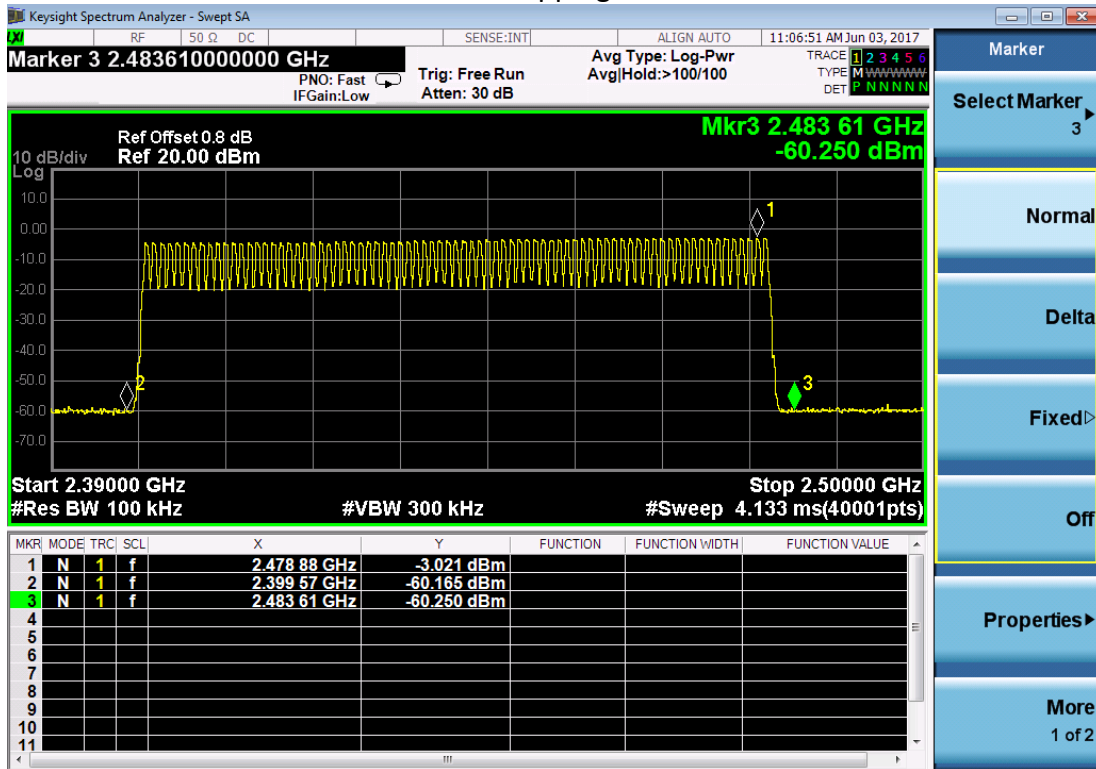 Keysight Spectrum Analyzer - Swept SA
LXI RF 50 Ω DC SENSE:INT ALIGN AUTO 11:06:51 AM Jun 03, 2017
Marker 3 2.483610000000 GHz
PNO: Fast
IFGain:Low
Trig: Free Run
Atten: 30 dB
Avg Type: Log-Pwr
Avg|Hold:>100/100
TRACE 1 2 3 4 5 6
TYPE M
DET P N N N N N
Ref Offset 0.8 dB
10 dB/div Ref 20.00 dBm
Log
Mkr3 2.483 61 GHz
-60.250 dBm
10.0
0.00
-10.0
-20.0
-30.0
-40.0
-50.0
-60.0
-70.0
1
2
3
Start 2.39000 GHz Stop 2.50000 GHz
#Res BW 100 kHz #VBW 300 kHz #Sweep 4.133 ms(40001pts)
MKR MODE TRC SCL X Y FUNCTION FUNCTION WIDTH FUNCTION VALUE
1 N 1 f 2.478 88 GHz -3.021 dBm
2 N 1 f 2.399 57 GHz -60.165 dBm
3 N 1 f 2.483 61 GHz -60.250 dBm
4
5
6
7
8
9
10
11
Marker
Select Marker
3
Normal
Delta
Fixed
Off
Properties
More
1 of 2